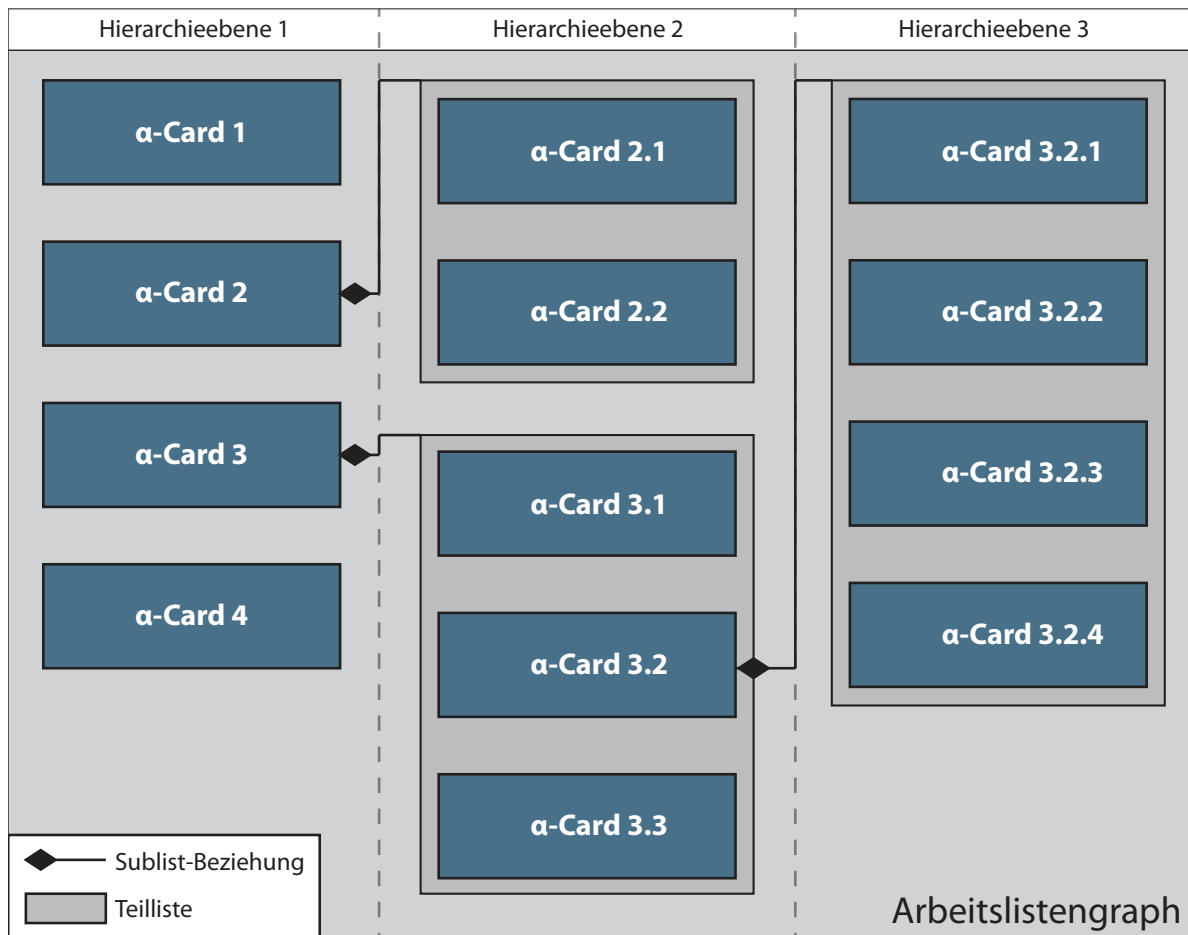 Hierarchieebene 1
Hierarchieebene 2
Hierarchieebene 3
α-Card 1
α-Card 2
α-Card 3
α-Card 4
α-Card 2.1
α-Card 2.2
α-Card 3.1
α-Card 3.2
α-Card 3.3
α-Card 3.2.1
α-Card 3.2.2
α-Card 3.2.3
α-Card 3.2.4
Sublist-Beziehung
Teilliste
Arbeitslistengraph